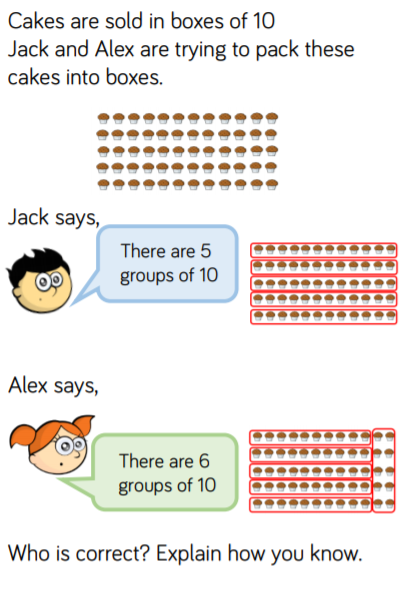 Cakes are sold in boxes of 10
Jack and Alex are trying to pack these
cakes into boxes.
Jack says,
There are 5
groups of 10
Alex says,
There are 6
groups of 10
Who is correct? Explain how you know.